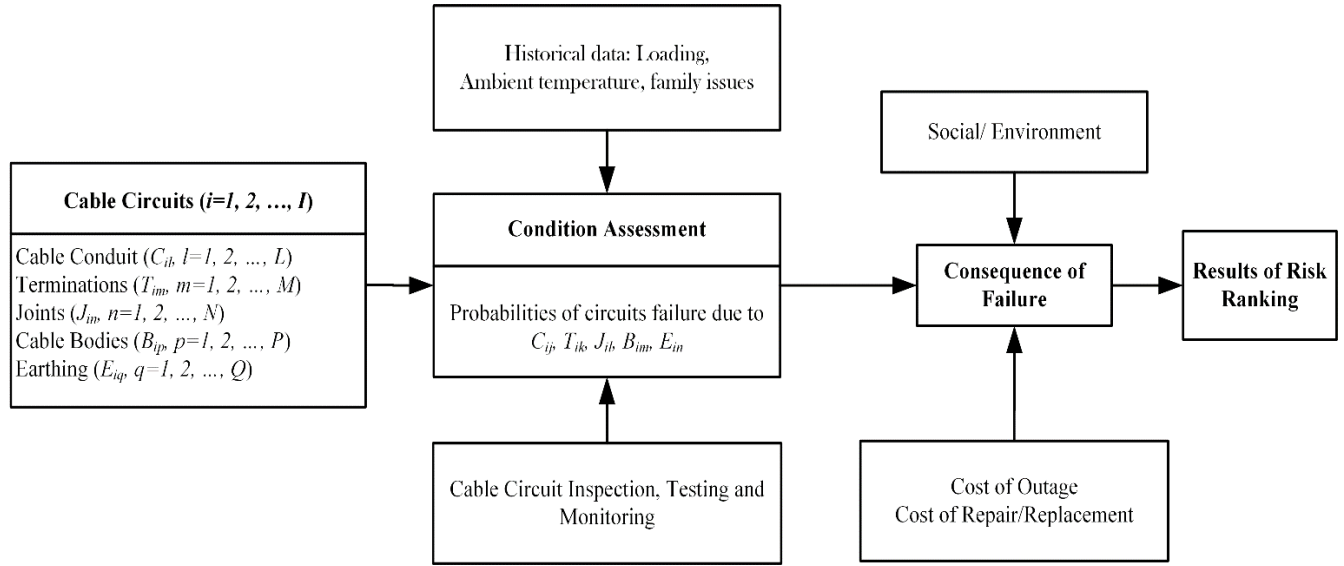 Historical data: Loading,
Ambient temperature, family issues
Social/ Environment
Cable Circuits (i=1, 2, ..., I)
Cable Conduit (Cil, l=1, 2, ..., L)
Terminations (Tim, m=1, 2, ..., M)
Joints (Jin, n=1, 2, ..., N)
Cable Bodies (Bip, p=1, 2, ..., P)
Earthing (Eiq, q=1, 2, ..., Q)
Condition Assessment
Probabilities of circuits failure due to
Cij, Tik, Jil, Bim, Ein
Consequence of
Failure
Results of Risk
Ranking
Cable Circuit Inspection, Testing and
Monitoring
Cost of Outage
Cost of Repair/Replacement